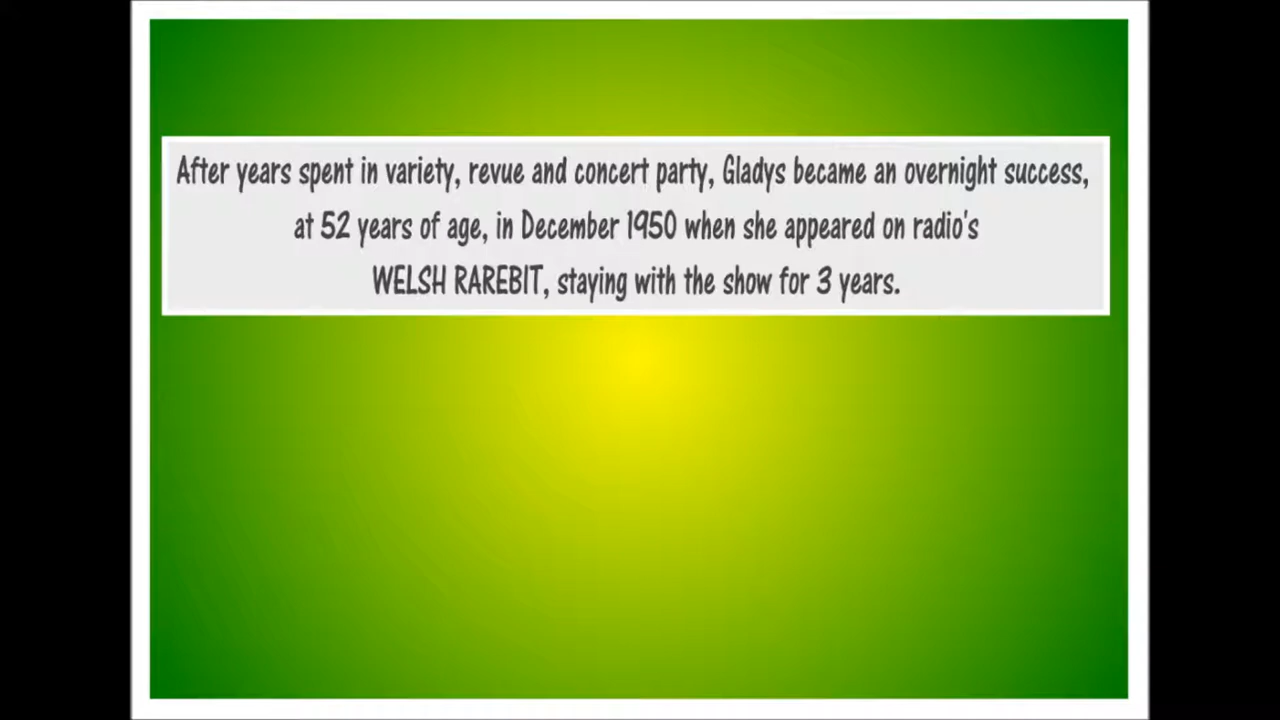 After years spent in variety, revue and concert party, Gladys became an overnight success,
at 52 years of age, in December 1950 when she appeared on radio's
WELSH RAREBIT, staying with the show for 3 years.